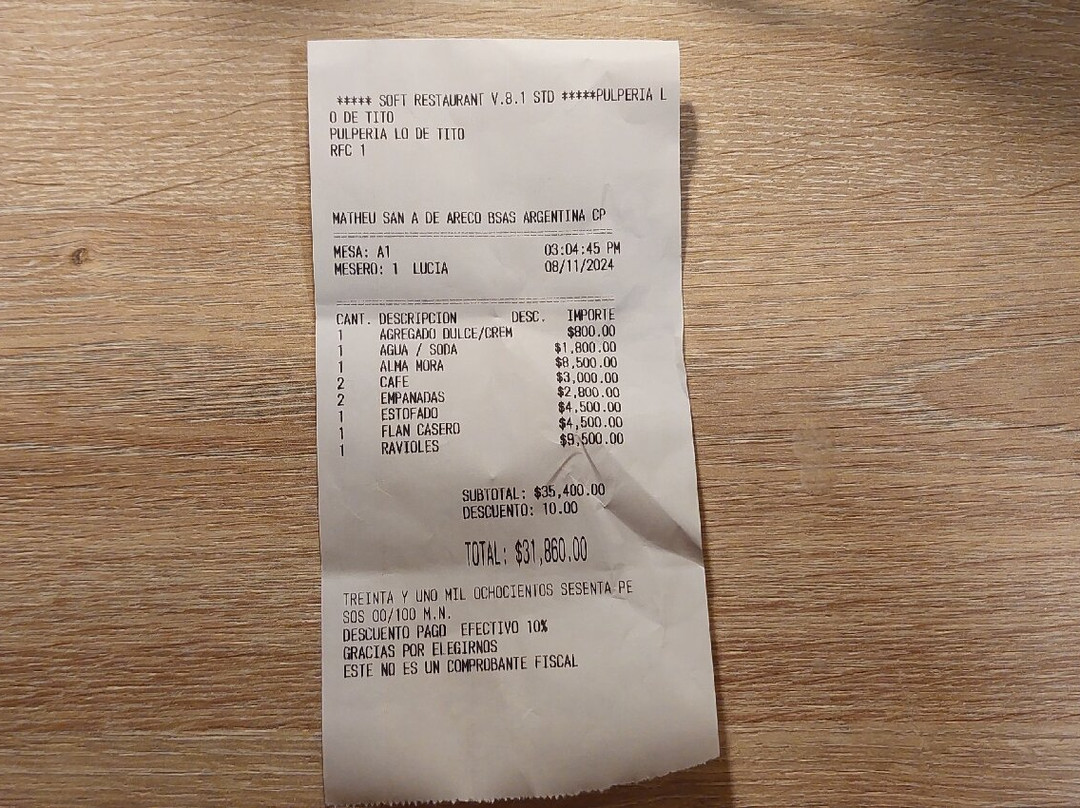 ***** SOFT RESTAURANT V.8.1 STD *****PULPERIA L
O DE TITO
PULPERIA LO DE TITO
RFC 1
MATHEU SAN A DE ARECO BSAS ARGENTINA CP
MESA: A1 03:04:45 PM
MESERO: 1 LUCIA 08/11/2024
CANT. DESCRIPCION DESC. IMPORTE
1 AGREGADO DULCE/CREM $800.00
1 AGUA / SODA $1,800.00
1 ALMA MORA $8,500.00
2 CAFE $3,000.00
2 EMPANADAS $2,800.00
1 ESTOFADO $4,500.00
1 FLAN CASERO $4,500.00
1 RAVIOLES $9,500.00
SUBTOTAL: $35,400.00
DESCUENTO: 10.00
TOTAL: $31,860.00
TREINTA Y UNO MIL OCHOCIENTOS SESENTA PE
SOS 00/100 M.N.
DESCUENTO PAGO EFECTIVO 10%
GRACIAS POR ELEGIRNOS
ESTE NO ES UN COMPROBANTE FISCAL